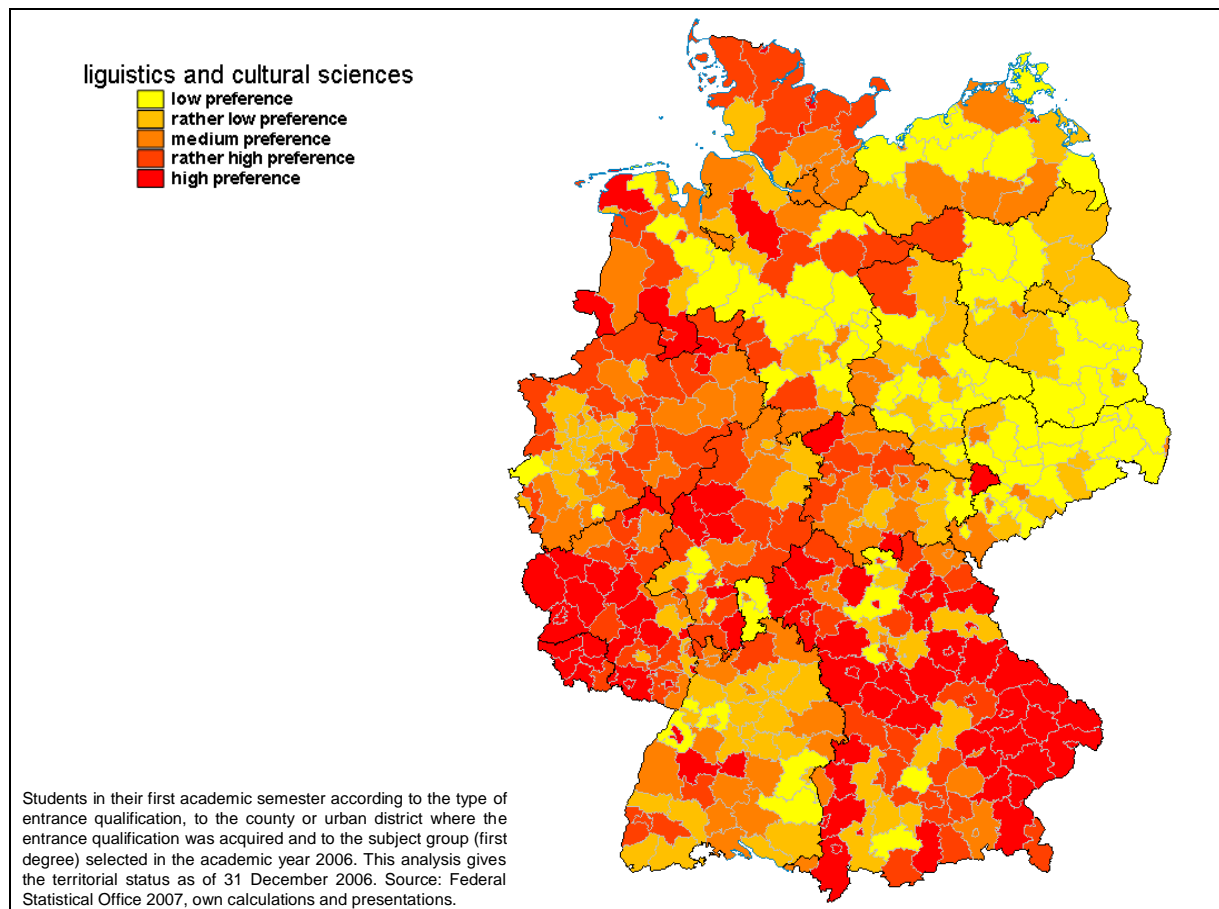 liguistics and cultural sciences
low preference
rather low preference
medium preference
rather high preference
high preference
Students in their first academic semester according to the type of
entrance qualification, to the county or urban district where the
entrance qualification was acquired and to the subject group (first
degree) selected in the academic year 2006. This analysis gives
the territorial status as of 31 December 2006. Source: Federal
Statistical Office 2007, own calculations and presentations.